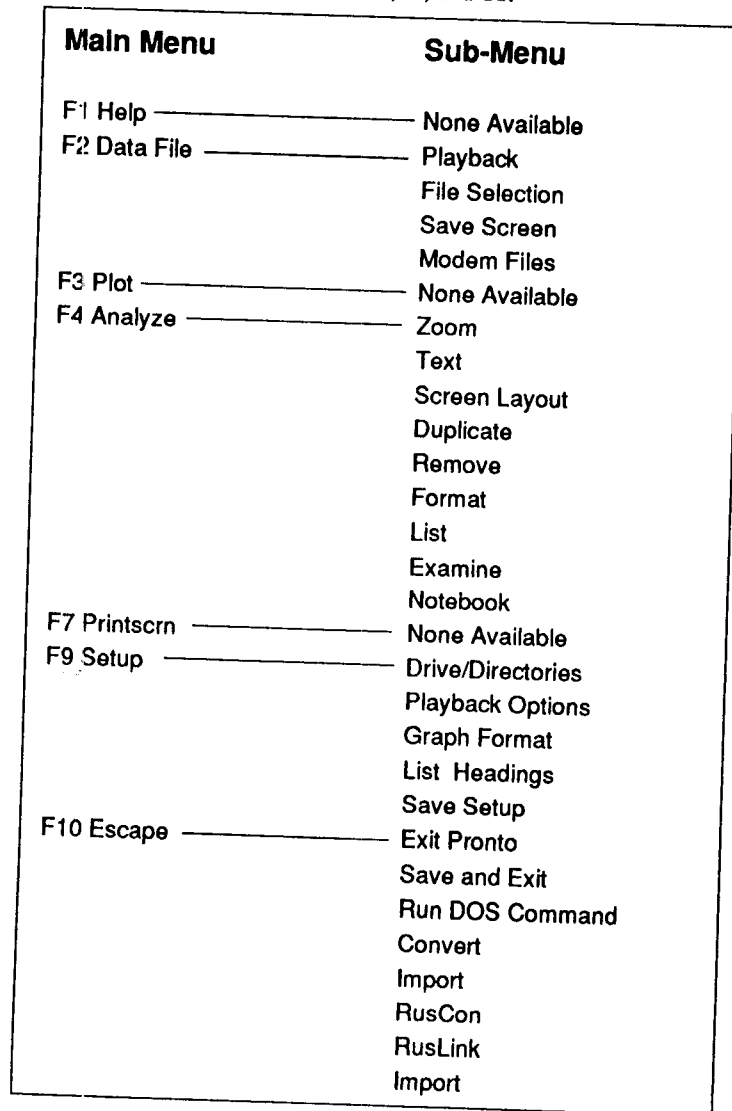 Main Menu Sub-Menu
F1 Help None Available
F2 Data File Playback
File Selection
Save Screen
Modem Files
F3 Plot None Available
F4 Analyze Zoom
Text
Screen Layout
Duplicate
Remove
Format
List
Examine
Notebook
F7 Printscrn None Available
F9 Setup Drive/Directories
Playback Options
Graph Format
List Headings
Save Setup
F10 Escape Exit Pronto
Save and Exit
Run DOS Command
Convert
Import
RusCon
RusLink
Import